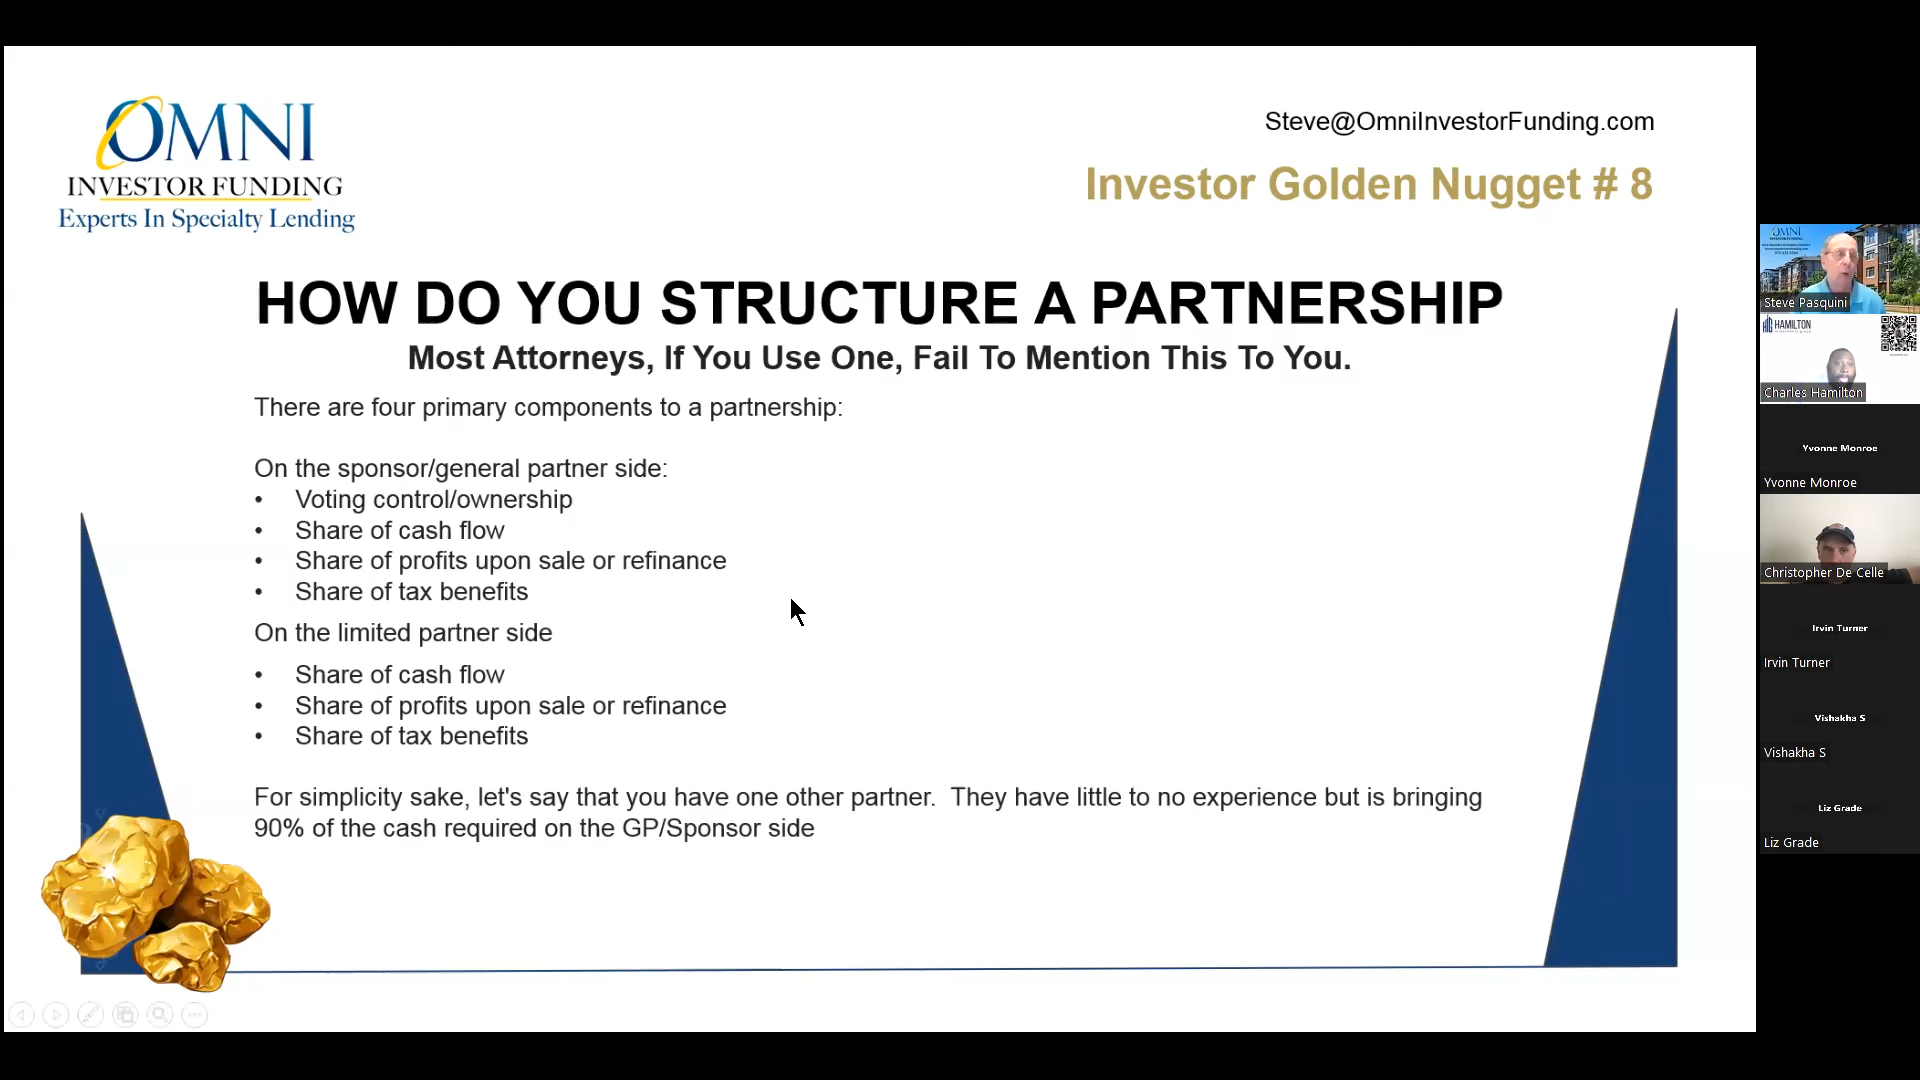 OMNI
INVESTOR FUNDING
Experts In Specialty Lending
Steve@OmniInvestorFunding.com
Investor Golden Nugget # 8
HOW DO YOU STRUCTURE A PARTNERSHIP
Most Attorneys, If You Use One, Fail To Mention This To You.
There are four primary components to a partnership:
On the sponsor/general partner side:
• Voting control/ownership
• Share of cash flow
• Share of profits upon sale or refinance
• Share of tax benefits
On the limited partner side
• Share of cash flow
• Share of profits upon sale or refinance
• Share of tax benefits
For simplicity sake, let's say that you have one other partner.  They have little to no experience but is bringing
90% of the cash required on the GP/Sponsor side
OMNI
Steve Pasquini
HAMILTON
Charles Hamilton
Yvonne Monroe
Yvonne Monroe
Christopher De Celle
Irvin Turner
Irvin Turner
Vishakha S
Vishakha S
Liz Grade
Liz Grade